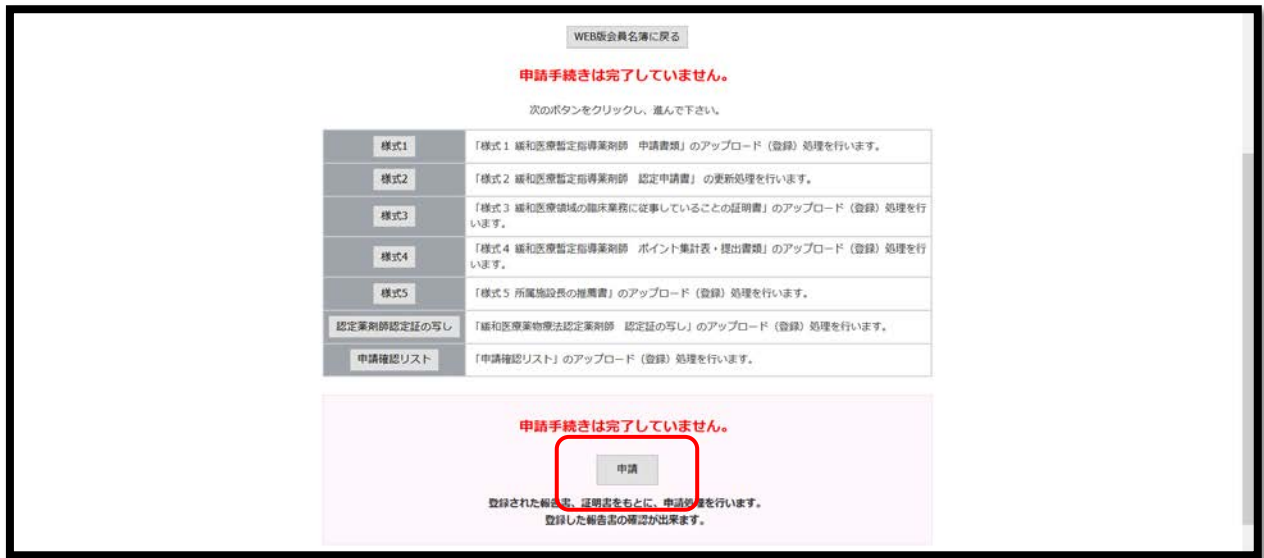 WEB版会員名簿に戻る
申請手続きは完了していません。
次のボタンをクリックし、進んで下さい。
様式1 「様式1 緩和医療暫定指導薬剤師 申請書類」のアップロード（登録）処理を行います。
様式2 「様式2 緩和医療暫定指導薬剤師 認定申請書」の更新処理を行います。
様式3 「様式3 緩和医療領域の臨床業務に従事していることの証明書」のアップロード（登録）処理を行
います。
様式4 「様式4 緩和医療暫定指導薬剤師 ポイント集計表・提出書類」のアップロード（登録）処理を行
います。
様式5 「様式5 所属施設長の推薦書」のアップロード（登録）処理を行います。
認定薬剤師認定証の写し 「緩和医療薬物療法認定薬剤師 認定証の写し」のアップロード（登録）処理を行います。
申請確認リスト 「申請確認リスト」のアップロード（登録）処理を行います。
申請手続きは完了していません。
申請
登録された報告書、証明書をもとに、申請処理を行います。
登録した報告書の確認が出来ます。